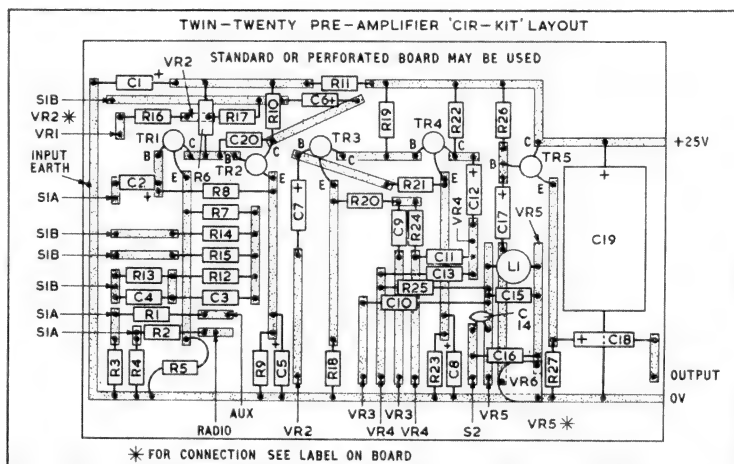 TWIN-TWENTY PRE-AMPLIFIER 'CIR-KIT' LAYOUT
STANDARD OR PERFORATED BOARD MAY BE USED
VR2
C1 +
R11
S1B
C6+
VR2 *
R16
R17
R10
R19
R22
R26
VR1
TR1
C20
TR3
TR4
+25V
B
C
TR2
B
C
B
C
B
C
TR5
INPUT
EARTH
B
C
E
R6
E
E
E
C2
+
R8
C7
+
R21
C12
+
VR4
C17
+
VR5
+
S1A
R7
R20
C9
R24
C19
S1B
R14
S1B
R15
C11
L1
S1B
R13
R12
C13
R25
C4
C3
C10
C15
S1A
R1
C14
S1A
R2
+
+
C16
+
C18
R3
R4
R5
R9
C5
R18
R23
C8
VR6
R27
OUTPUT
0V
AUX
VR3
VR3
VR5
RADIO
VR2
VR4
VR4
S2
VR5 *
* FOR CONNECTION SEE LABEL ON BOARD